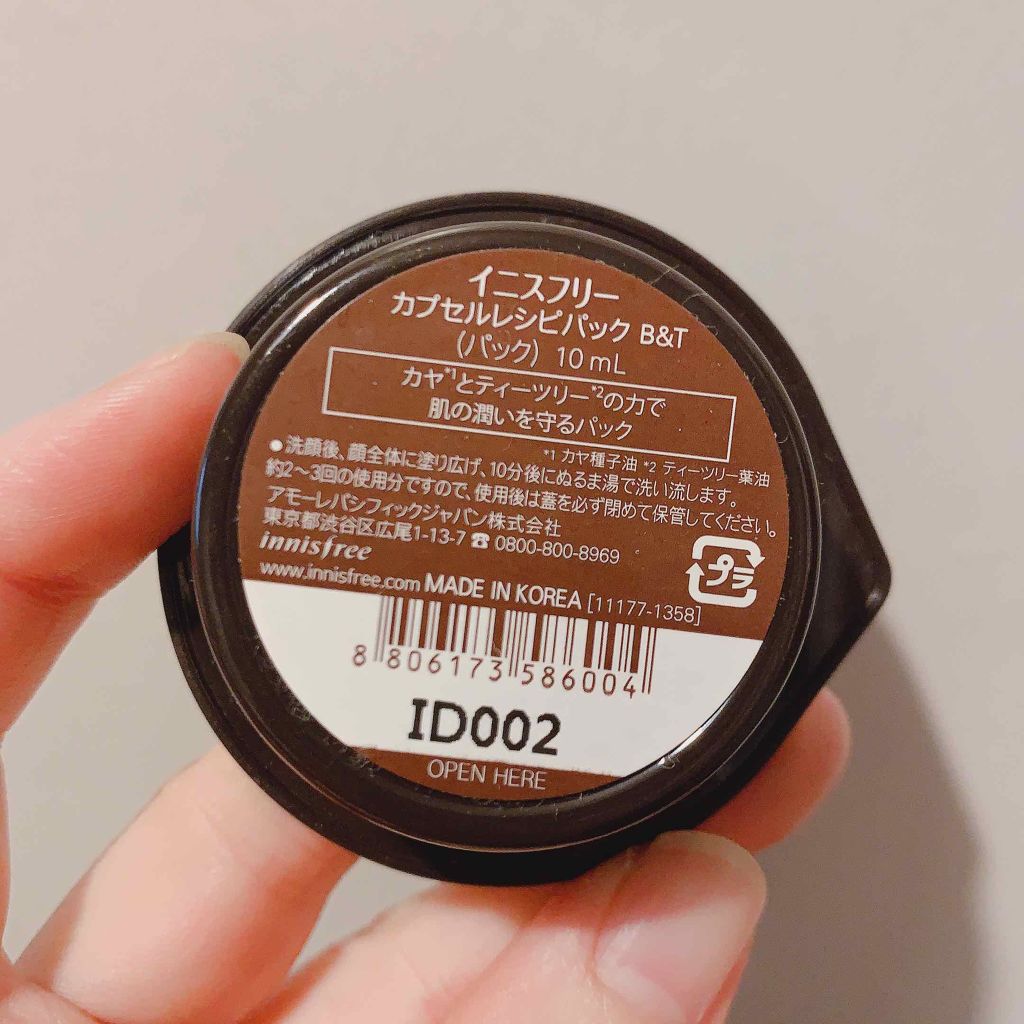 イニスフリー
カプセルレシピパック B&T
(パック) 10 mL
カヤ*1とティーツリー*2の力で
肌の潤いを守るパック
*1 カヤ種子油 *2 ティーツリー葉油
●洗顔後、顔全体に塗り広げ、10分後にぬるま湯で洗い流します。
約2～3回の使用分ですので、使用後は蓋を必ず閉めて保管してください。
アモーレパシフィックジャパン株式会社
東京都渋谷区広尾1-13-7 ☎ 0800-800-8969
innisfree
プラ
www.innisfree.com MADE IN KOREA [11177-1358]
8 806173 586004
ID002
OPEN HERE